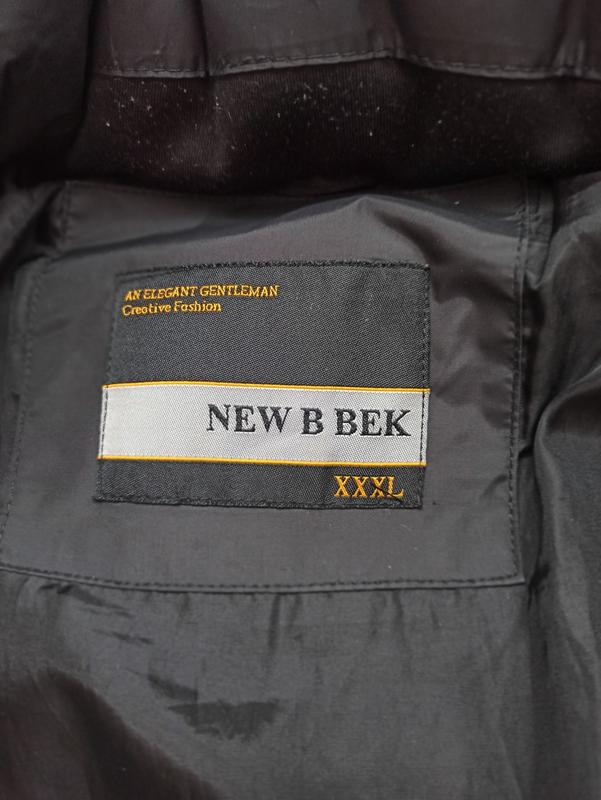 AN ELEGANT GENTLEMAN
Creative Fashion
NEW B BEK
XXXL